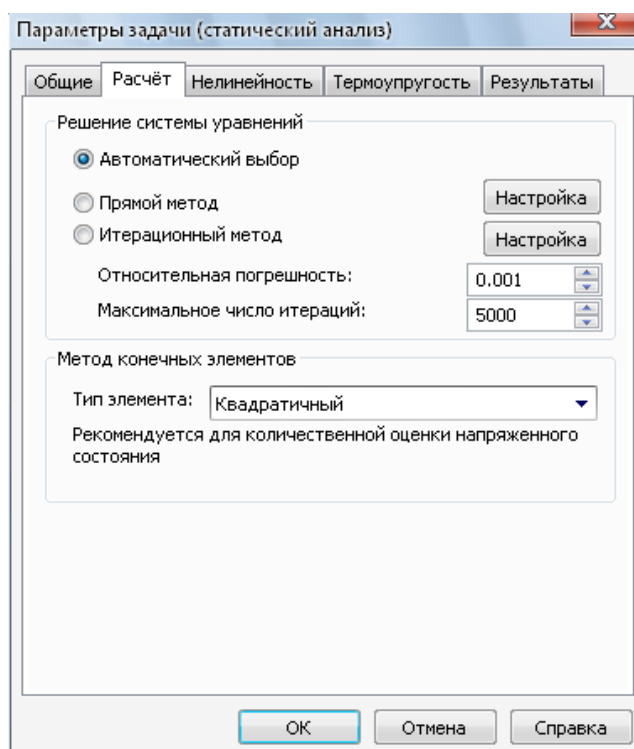 Параметры задачи (статический анализ)
Общие Расчёт Нелинейность Термоупругость Результаты
Решение системы уравнений
Автоматический выбор
Прямой метод Настройка
Итерационный метод Настройка
Относительная погрешность: 0.001
Максимальное число итераций: 5000
Метод конечных элементов
Тип элемента: Квадратичный
Рекомендуется для количественной оценки напряженного
состояния
ОК Отмена Справка